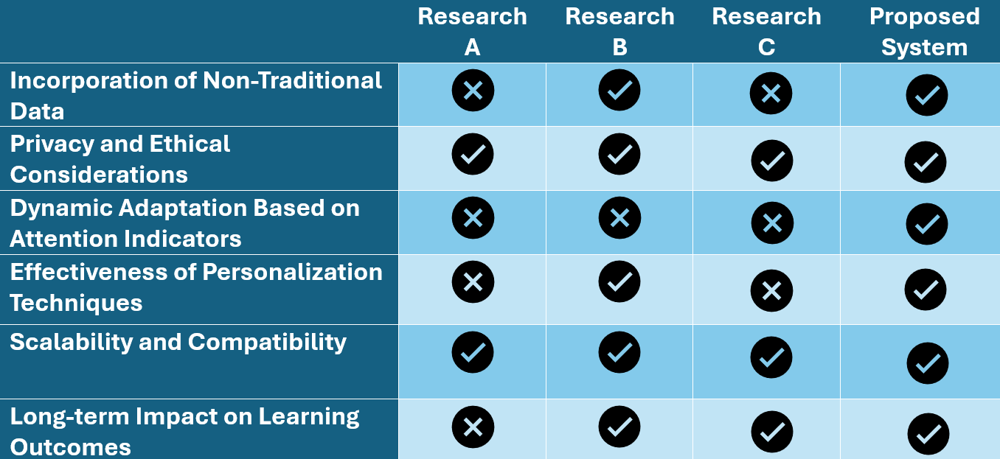 Research Research Research Proposed
A B C System
Incorporation of Non-Traditional
Data
Privacy and Ethical
Considerations
Dynamic Adaptation Based on
Attention Indicators
Effectiveness of Personalization
Techniques
Scalability and Compatibility
Long-term Impact on Learning
Outcomes